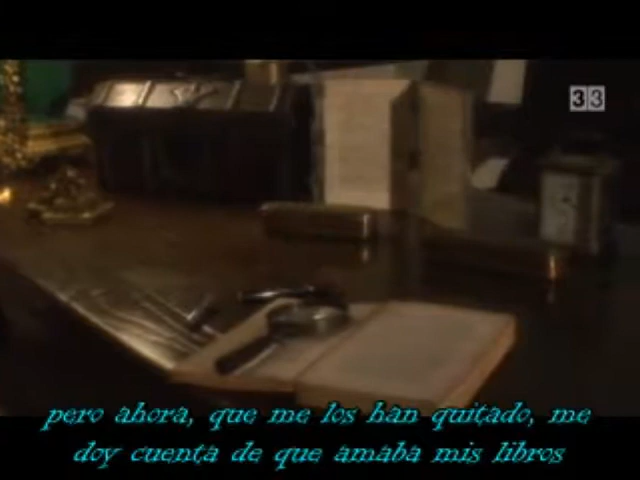 33
pero ahora, que me los han quitado, me
doy cuenta de que amaba mis libros